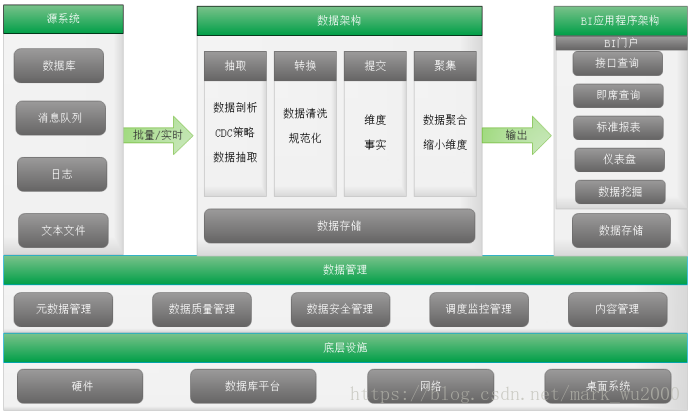 源系统
数据库
消息队列
日志
文本文件
批量/实时
数据架构
抽取
数据剖析
CDC策略
数据抽取
转换
数据清洗
规范化
提交
维度
事实
聚集
数据聚合
缩小维度
数据存储
输出
BI应用程序架构
BI门户
接口查询
即席查询
标准报表
仪表盘
数据挖掘
数据存储
数据管理
元数据管理
数据质量管理
数据安全管理
调度监控管理
内容管理
底层设施
硬件
数据库平台
网络
桌面系统
https://blog.csdn.net/mark_wu2000